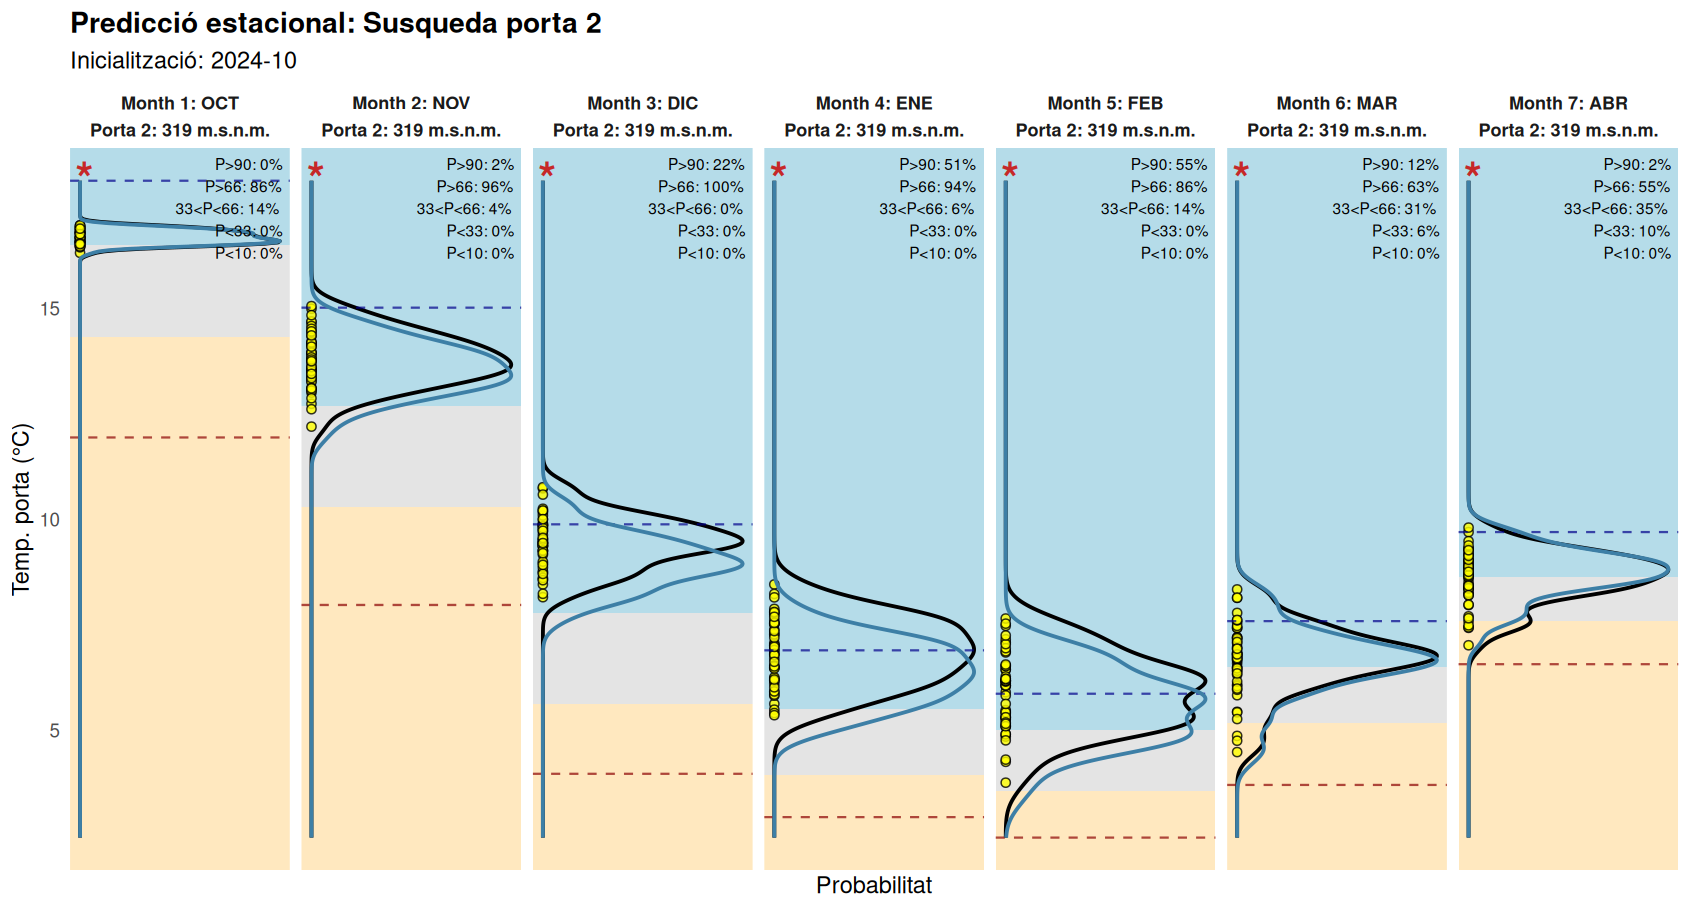 Predicció estacional: Susqueda porta 2
Inicialització: 2024-10
Month 1: OCT
Porta 2: 319 m.s.n.m.
Month 2: NOV
Porta 2: 319 m.s.n.m.
Month 3: DIC
Porta 2: 319 m.s.n.m.
Month 4: ENE
Porta 2: 319 m.s.n.m.
Month 5: FEB
Porta 2: 319 m.s.n.m.
Month 6: MAR
Porta 2: 319 m.s.n.m.
Month 7: ABR
Porta 2: 319 m.s.n.m.
*
P>90: 0%
P>66: 86%
33<P<66: 14%
P<33: 0%
P<10: 0%
*
P>90: 2%
P>66: 96%
33<P<66: 4%
P<33: 0%
P<10: 0%
*
P>90: 22%
P>66: 100%
33<P<66: 0%
P<33: 0%
P<10: 0%
*
P>90: 51%
P>66: 94%
33<P<66: 6%
P<33: 0%
P<10: 0%
*
P>90: 55%
P>66: 86%
33<P<66: 14%
P<33: 0%
P<10: 0%
*
P>90: 12%
P>66: 63%
33<P<66: 31%
P<33: 6%
P<10: 0%
*
P>90: 2%
P>66: 55%
33<P<66: 35%
P<33: 10%
P<10: 0%
15
10
5
Temp. porta (°C)
Probabilitat